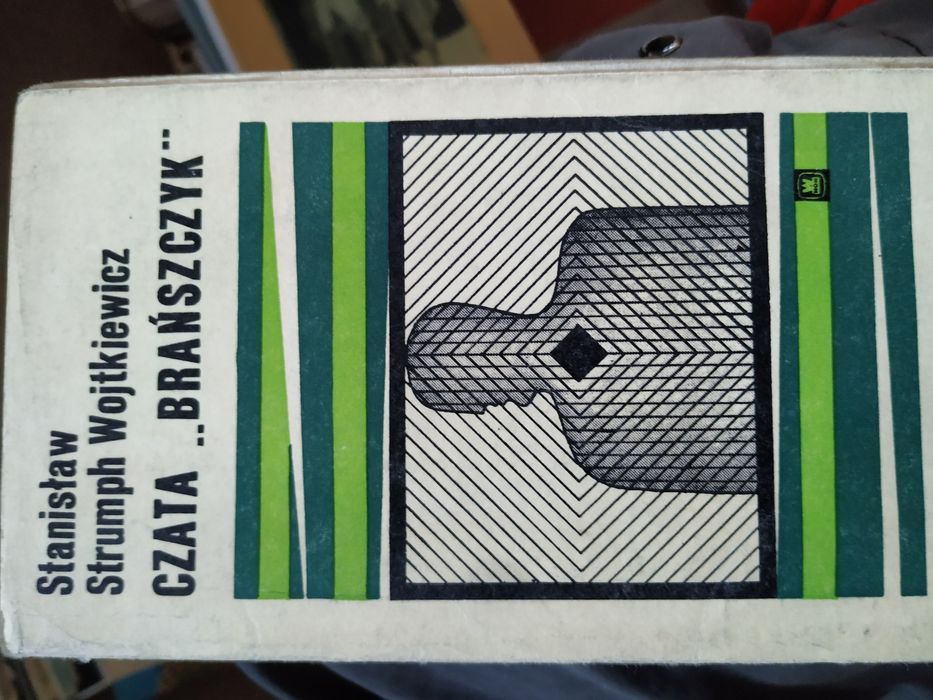 Stanisław
Strumph Wojtkiewicz
CZATA „BRAŃSZCZYK"